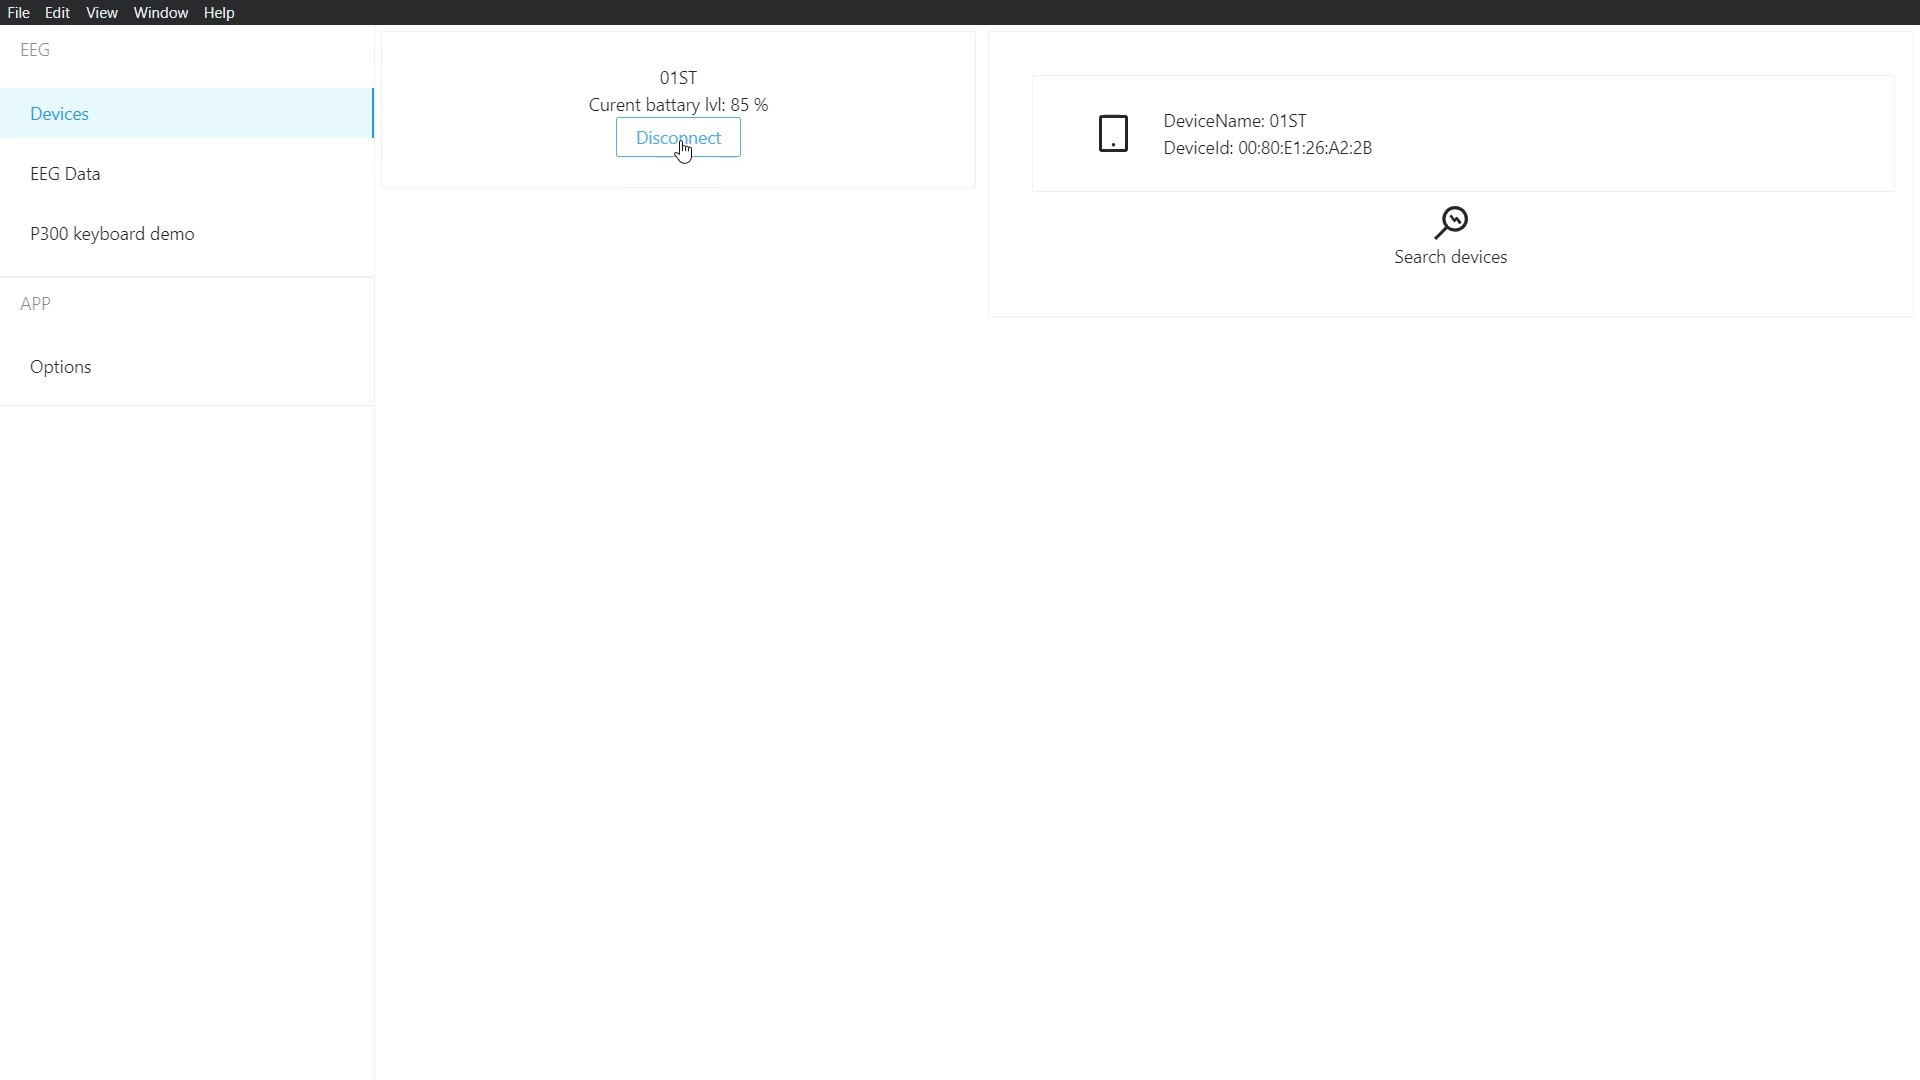 File Edit View Window Help
EEG
Devices
EEG Data
P300 keyboard demo
APP
Options
01ST
Curent battary lvl: 85 %
Disconnect
DeviceName: 01ST
DeviceId: 00:80:E1:26:A2:2B
Search devices